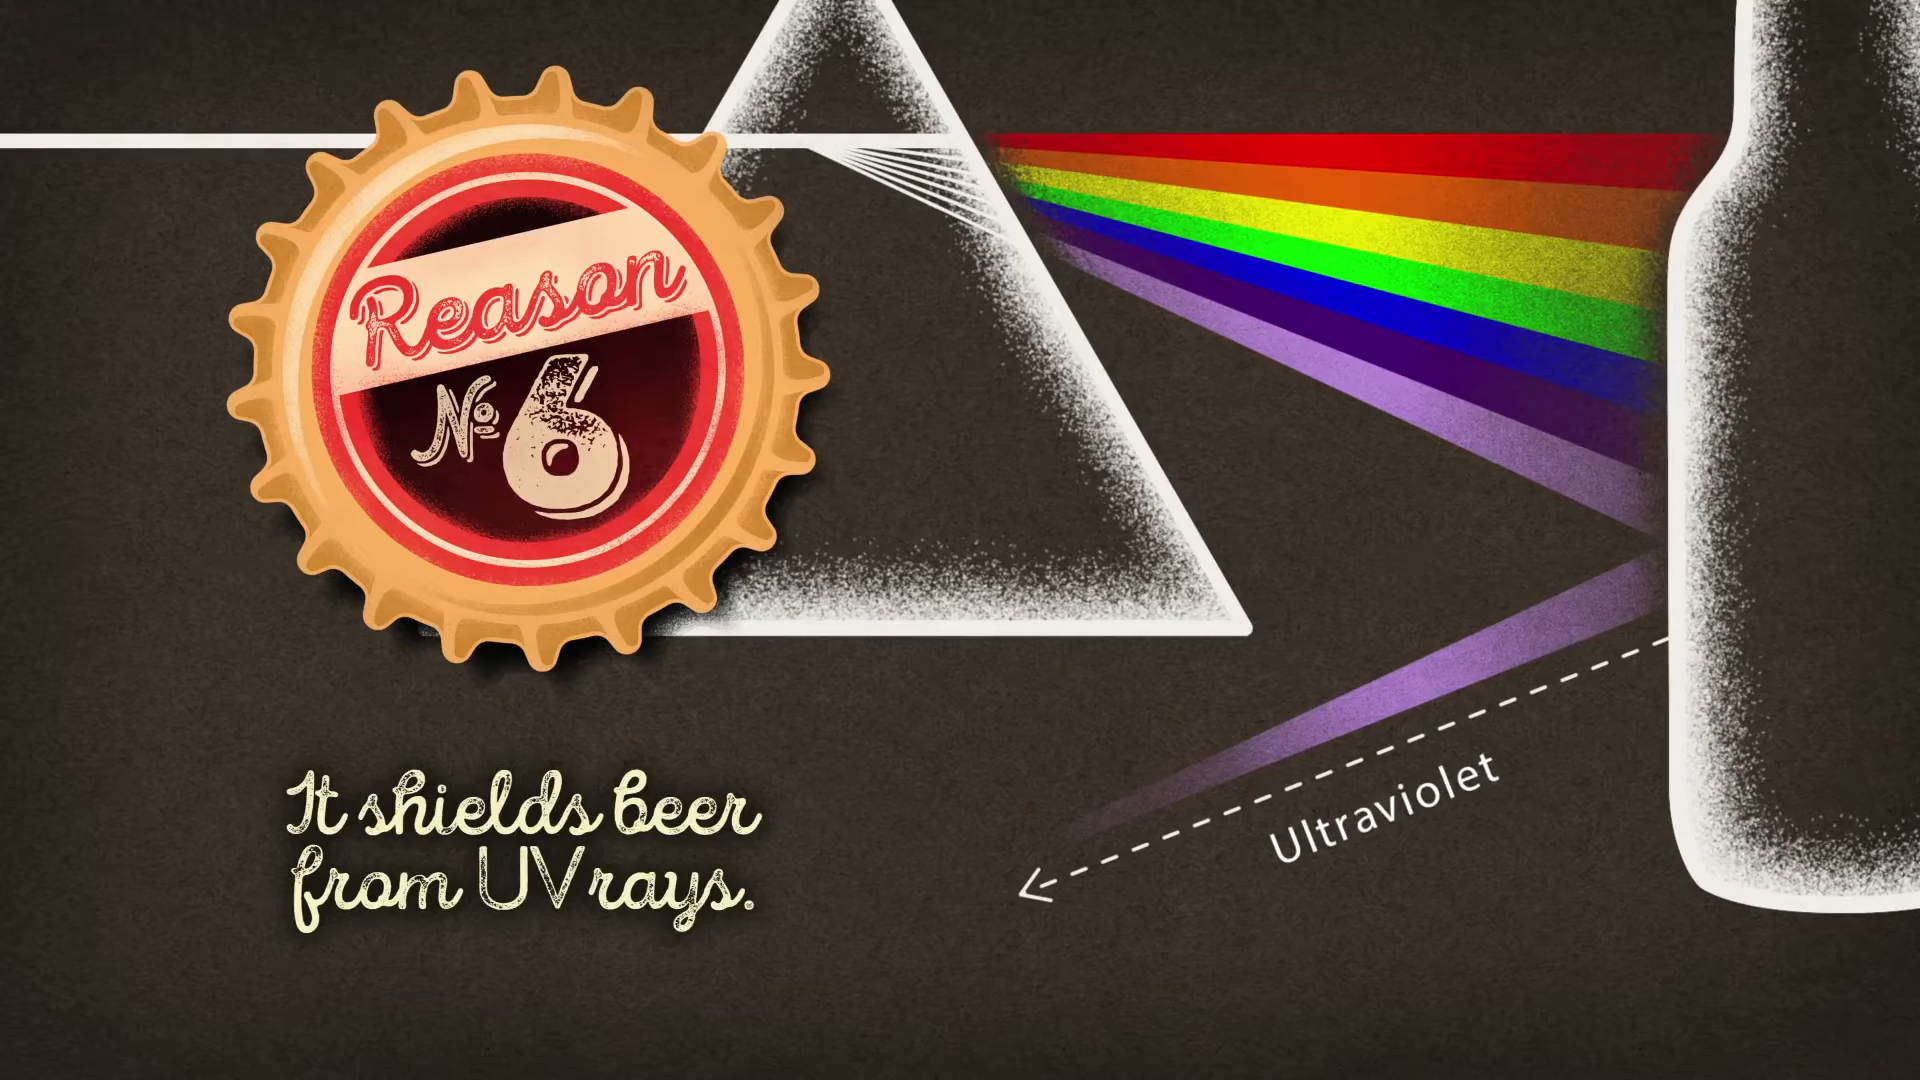 Reason
№6
It shields beer
from UV rays.
Ultraviolet